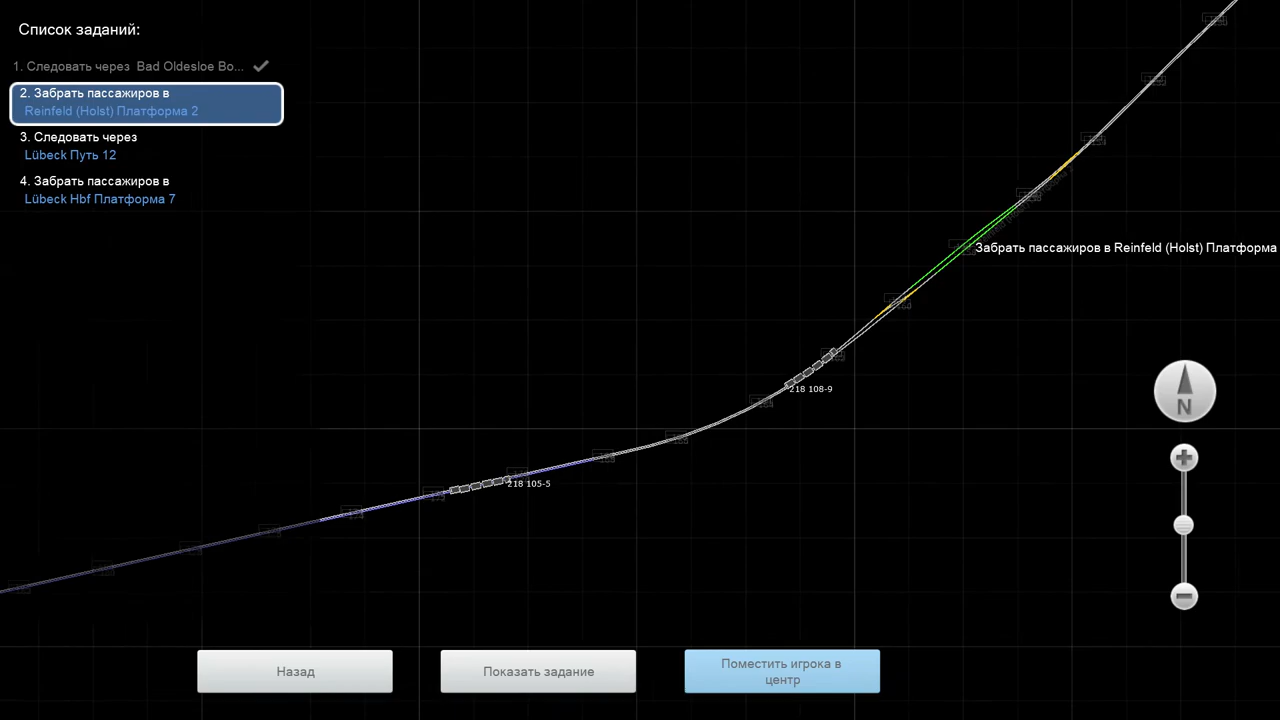 Список заданий:
1. Следовать через Bad Oldesloe Bo...
2. Забрать пассажиров в
Reinfeld (Holst) Платформа 2
3. Следовать через
Lübeck Путь 12
4. Забрать пассажиров в
Lübeck Hbf Платформа 7
Забрать пассажиров в Reinfeld (Holst) Платформа
218 108-9
218 105-5
N
Назад
Показать задание
Поместить игрока в
центр